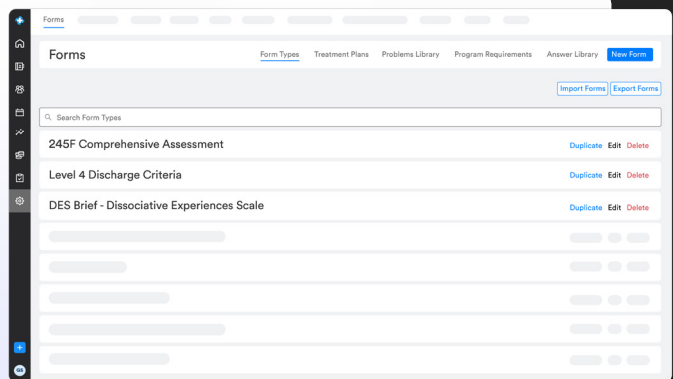 Forms
Forms
Form Types Treatment Plans Problems Library Program Requirements Answer Library New Form
Import Forms Export Forms
Search Form Types
245F Comprehensive Assessment Duplicate Edit Delete
Level 4 Discharge Criteria Duplicate Edit Delete
DES Brief - Dissociative Experiences Scale Duplicate Edit Delete
GS